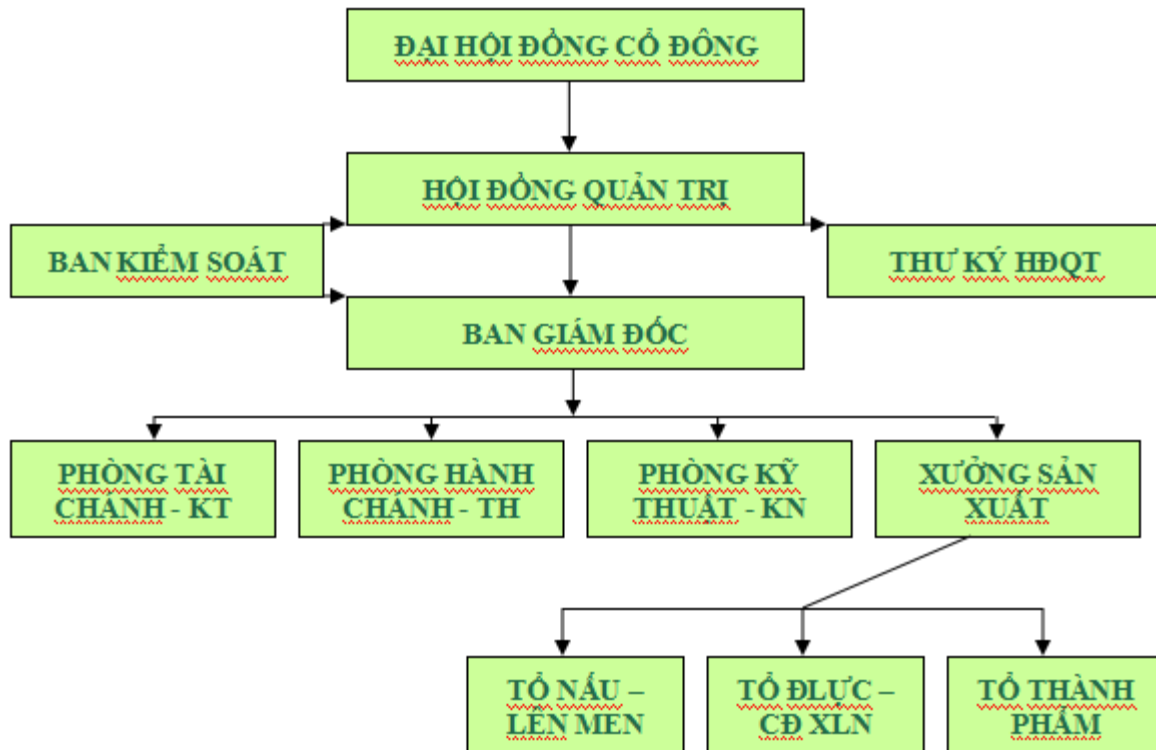 ĐẠI HỘI ĐỒNG CỔ ĐÔNG
HỘI ĐỒNG QUẢN TRỊ
BAN KIỂM SOÁT
THƯ KÝ HĐQT
BAN GIÁM ĐỐC
PHÒNG TÀI
CHÁNH - KT
PHÒNG HÀNH
CHÁNH - TH
PHÒNG KỸ
THUẬT - KN
XƯỞNG SẢN
XUẤT
TỔ NẤU –
LÊN MEN
TỔ ĐLỰC –
CĐ XLN
TỔ THÀNH
PHẨM